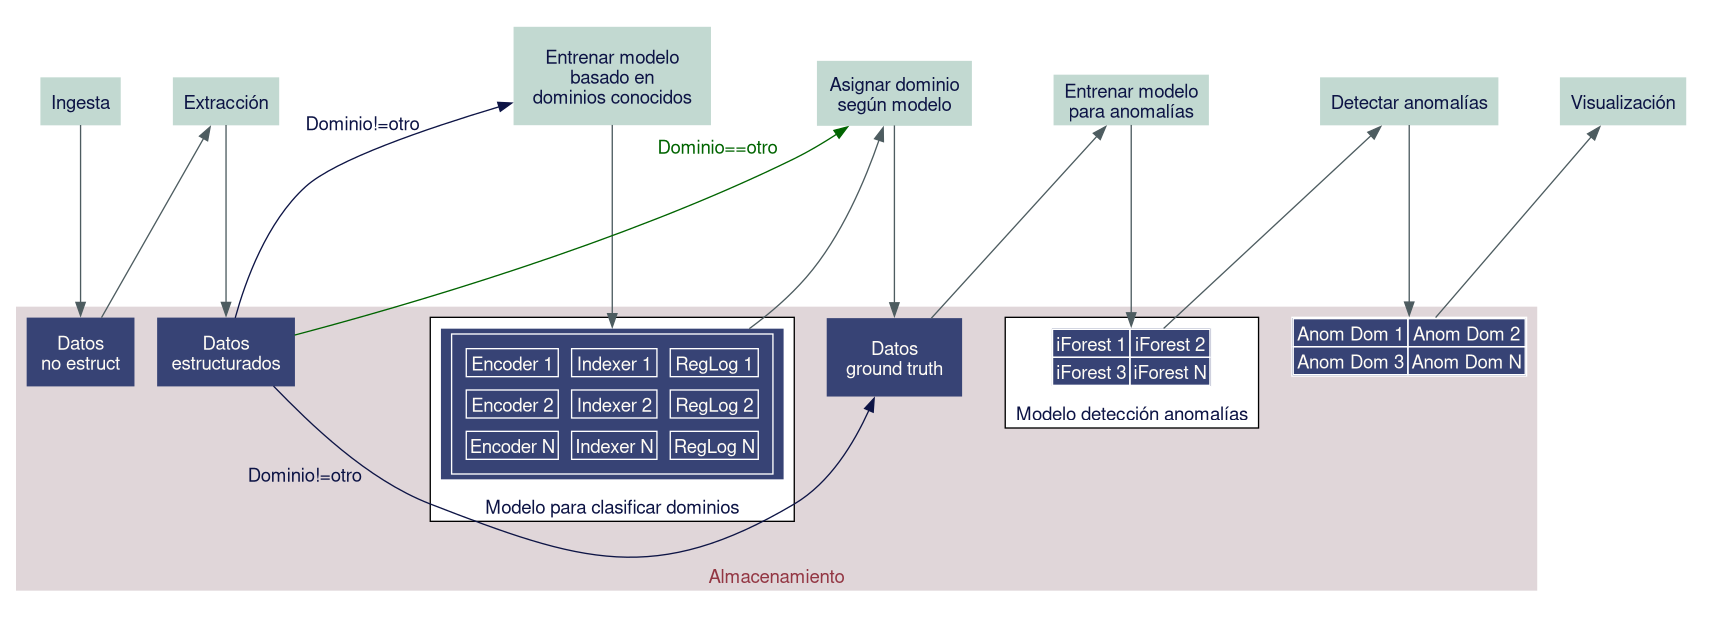 Entrenar modelo
basado en
dominios conocidos
Ingesta
Extracción
Asignar dominio
según modelo
Entrenar modelo
para anomalías
Detectar anomalías
Visualización
Dominio!=otro
Dominio==otro
Datos
no estruct
Datos
estructurados
Encoder 1 Indexer 1 RegLog 1
Encoder 2 Indexer 2 RegLog 2
Encoder N Indexer N RegLog N
Modelo para clasificar dominios
Datos
ground truth
iForest 1 iForest 2
iForest 3 iForest N
Modelo detección anomalías
Anom Dom 1 Anom Dom 2
Anom Dom 3 Anom Dom N
Dominio!=otro
Almacenamiento